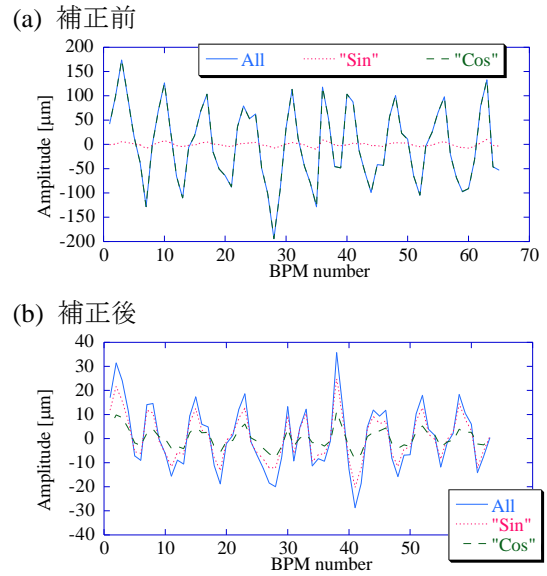 (a) 補正前
All "Sin" "Cos"
Amplitude [μm]
200
150
100
50
0
-50
-100
-150
-200
0 10 20 30 40 50 60 70
BPM number
(b) 補正後
Amplitude [μm]
40
30
20
10
0
-10
-20
-30
-40
0 10 20 30 40 50
BPM number
All
"Sin"
"Cos"